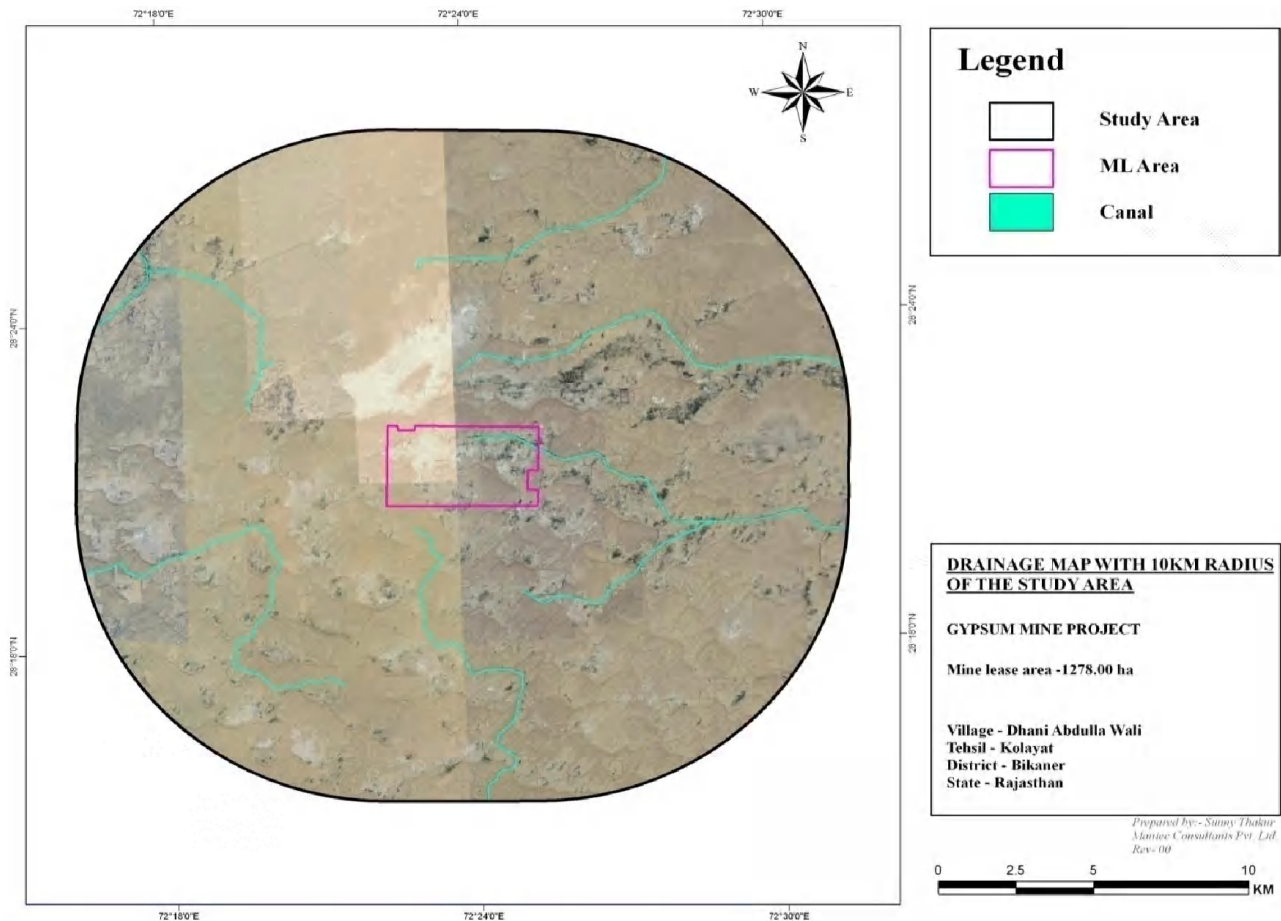 72°18'0"E
72°24'0"E
72°30'0"E
N
W
E
S
28°24'0"N
28°24'0"N
28°18'0"N
28°18'0"N
72°18'0"E
72°24'0"E
72°30'0"E
Legend
Study Area
ML Area
Canal
DRAINAGE MAP WITH 10KM RADIUS
OF THE STUDY AREA
GYPSUM MINE PROJECT
Mine lease area -1278.00 ha
Village - Dhani Abdulla Wali
Tehsil - Kolayat
District - Bikaner
State - Rajasthan
Prepared by:- Sunny Thakur
Mantec Consultants Pvt. Ltd.
Rev- 00
0 2.5 5 10
KM